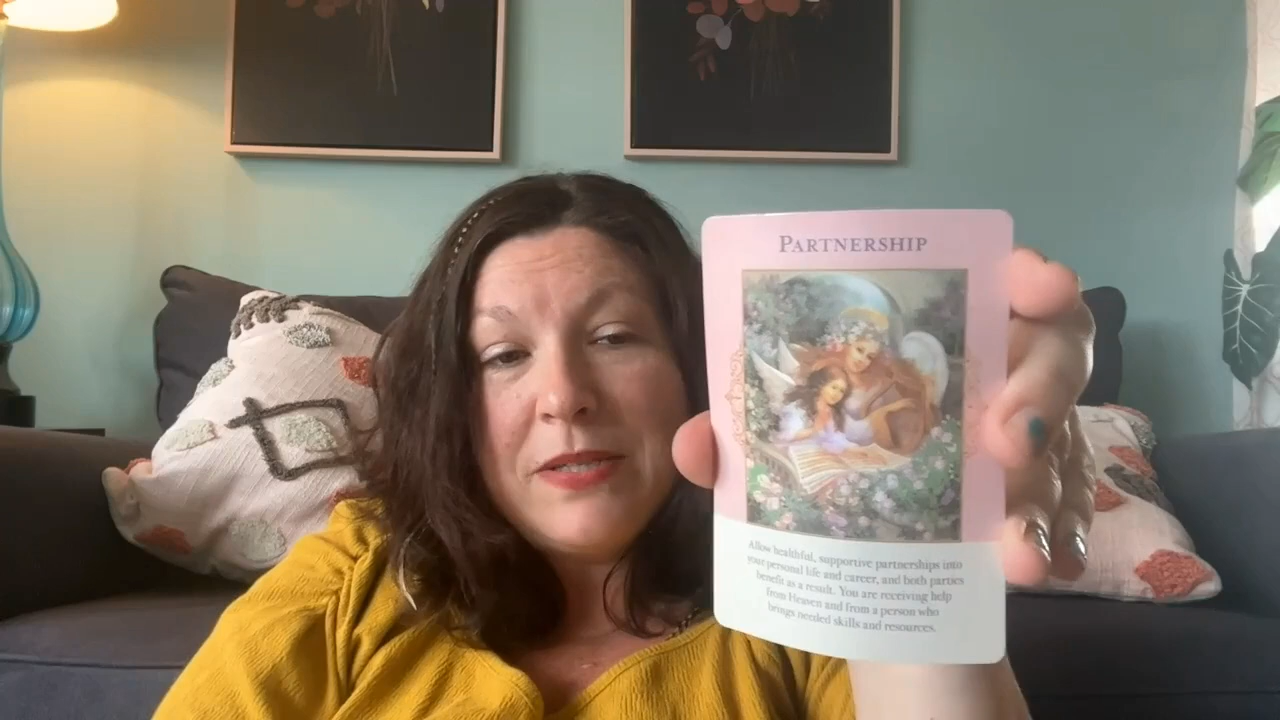 PARTNERSHIP
Allow healthful, supportive partnerships into
your personal life and career, and both parties
benefit as a result. You are receiving help
from Heaven and from a person who
brings needed skills and resources.